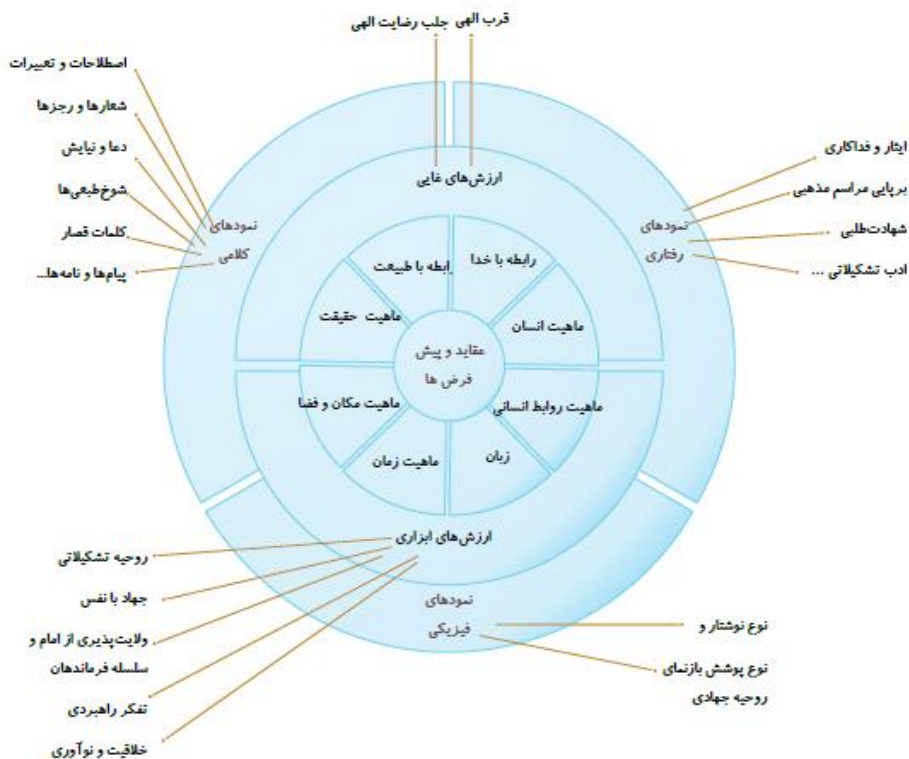 قرب الهی
جلب رضایت الهی
اصطلاحات و تعبیرات
شعارها و رجزها
دعا و نیایش
شوخ‌طبعی‌ها
کلمات قصار
پیام‌ها و نامه‌ها...
ایثار و فداکاری
برپایی مراسم مذهبی
شهادت‌طلبی
ادب تشکیلاتی ...
نمودهای
رفتاری
نمودهای
کلامی
ارزش‌های غایی
رابطه با خدا
رابطه با طبیعت
ماهیت انسان
ماهیت حقیقت
عقاید و پیش
فرض ها
ماهیت روابط انسانی
ماهیت مکان و فضا
زبان
ماهیت زمان
ارزش‌های ابزاری
روحیه تشکیلاتی
جهاد با نفس
ولایت‌پذیری از امام و
سلسله فرماندهان
تفکر راهبردی
خلاقیت و نوآوری
نمودهای
فیزیکی
نوع نوشتار و
نوع پوشش بازنمای
روحیه جهادی